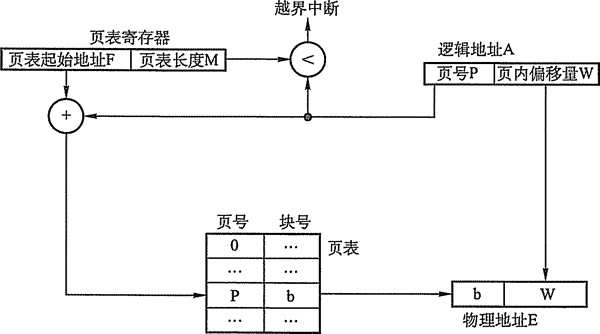 越界中断
页表寄存器
页表起始地址F 页表长度M
<
逻辑地址A
页号P 页内偏移量W
+
页号 块号
0 …
页表
… …
P b
… …
b W
物理地址E